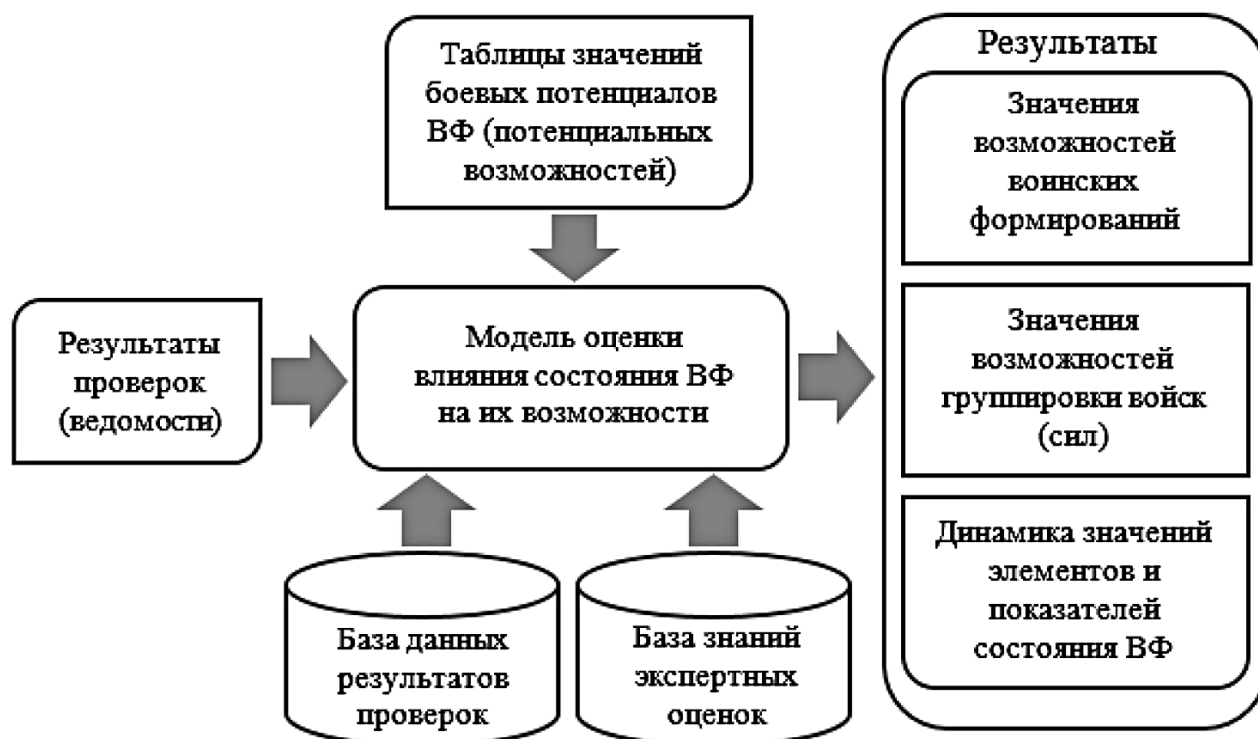 Таблицы значений
боевых потенциалов
ВФ (потенциальных
возможностей)
Результаты
проверок
(ведомости)
Модель оценки
влияния состояния ВФ
на их возможности
База данных
результатов
проверок
База знаний
экспертных
оценок
Результаты
Значения
возможностей
воинских
формирований
Значения
возможностей
группировки войск
(сил)
Динамика значений
элементов и
показателей
состояния ВФ